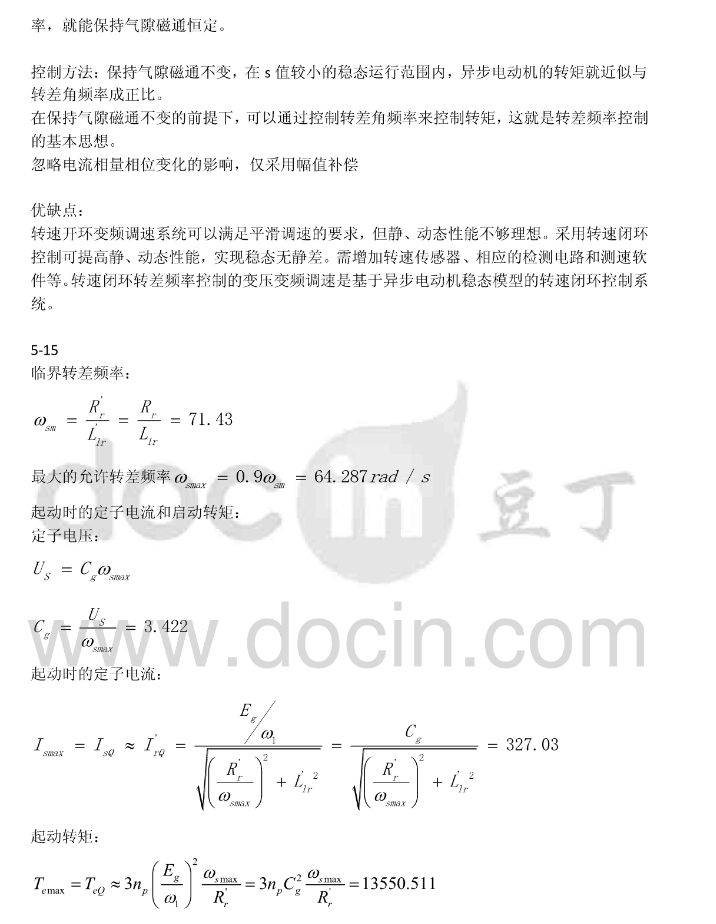 率，就能保持气隙磁通恒定。
控制方法：保持气隙磁通不变，在 s 值较小的稳态运行范围内，异步电动机的转矩就近似与
转差角频率成正比。
在保持气隙磁通不变的前提下，可以通过控制转差角频率来控制转矩，这就是转差频率控制
的基本思想。
忽略电流相量相位变化的影响，仅采用幅值补偿
优缺点：
转速开环变频调速系统可以满足平滑调速的要求，但静、动态性能不够理想。采用转速闭环
控制可提高静、动态性能，实现稳态无静差。需增加转速传感器、相应的检测电路和测速软
件等。转速闭环转差频率控制的变压变频调速是基于异步电动机稳态模型的转速闭环控制系
统。
5-15
临界转差频率：
ω_sm = R'_r / L'_lr = R_r / L_lr = 71.43
最大的允许转差频率 ω_smax = 0.9ω_sm = 64.287 rad / s
起动时的定子电流和启动转矩：
定子电压：
U_S = C_g ω_smax
C_g = U_S / ω_smax = 3.422
起动时的定子电流：
I_smax = I_sQ ≈ I'_rQ = (E_g / ω_1) / √((R'_r / ω_smax)^2 + L'_lr^2) = C_g / √((R'_r / ω_smax)^2 + L'_lr^2) = 327.03
起动转矩：
T_emax = T_eQ ≈ 3n_p (E_g / ω_1)^2 ω_smax / R'_r = 3n_p C_g^2 ω_smax / R'_r = 13550.511
docin 豆丁
www.docin.com